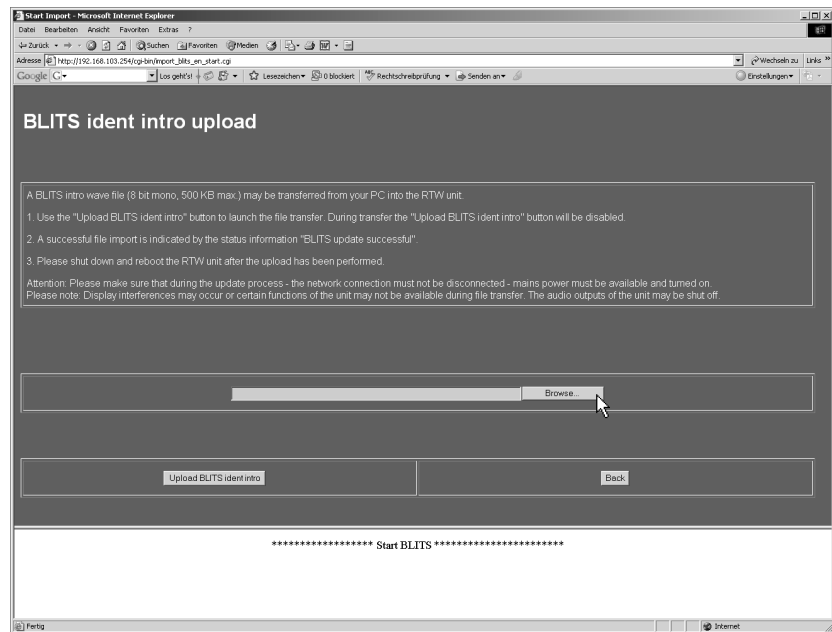 Start Import - Microsoft Internet Explorer
Datei Bearbeiten Ansicht Favoriten Extras ?
Zurück Suchen Favoriten Medien
Adresse http://192.168.103.254/cgi-bin/import_blits_en_start.cgi Wechseln zu Links »
Google G Los geht's! Lesezeichen 0 blockiert Rechtschreibprüfung Senden an Einstellungen
BLITS ident intro upload
A BLITS intro wave file (8 bit mono, 500 KB max.) may be transferred from your PC into the RTW unit.
1. Use the "Upload BLITS ident intro" button to launch the file transfer. During transfer the "Upload BLITS ident intro" button will be disabled.
2. A successful file import is indicated by the status information "BLITS update successful".
3. Please shut down and reboot the RTW unit after the upload has been performed.
Attention: Please make sure that during the update process - the network connection must not be disconnected - mains power must be available and turned on.
Please note: Display interferences may occur or certain functions of the unit may not be available during file transfer. The audio outputs of the unit may be shut off.
Browse...
Upload BLITS ident intro Back
****************** Start BLITS ***********************
Fertig Internet